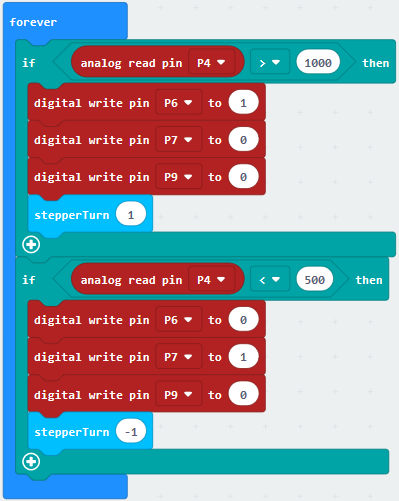 forever
if analog read pin P4 > 1000 then
digital write pin P6 to 1
digital write pin P7 to 0
digital write pin P9 to 0
stepperTurn 1
if analog read pin P4 < 500 then
digital write pin P6 to 0
digital write pin P7 to 1
digital write pin P9 to 0
stepperTurn -1